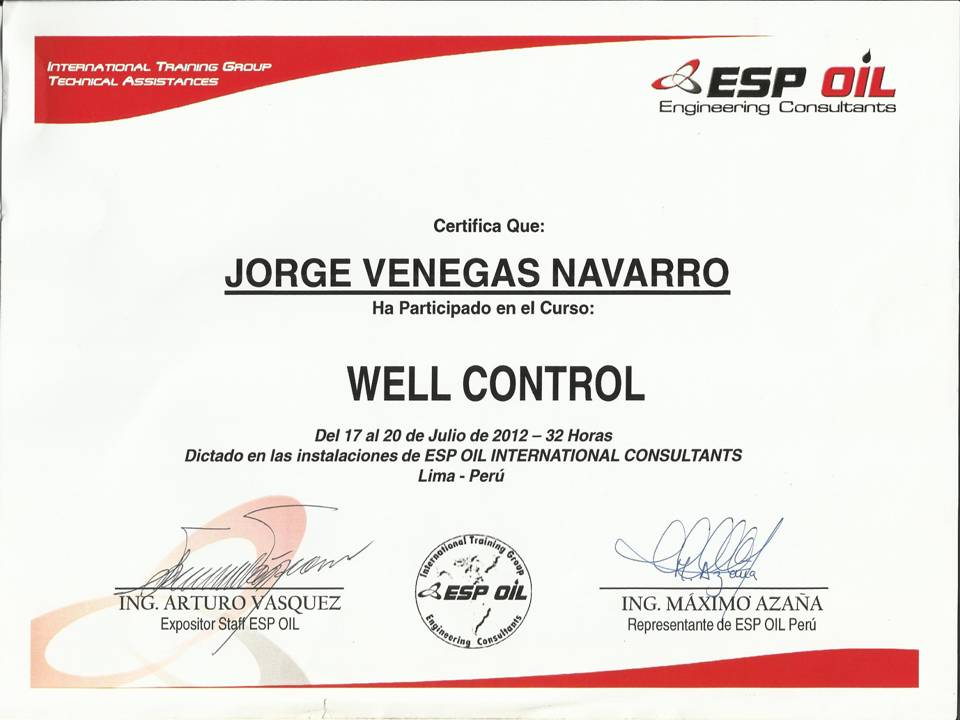 INTERNATIONAL TRAINING GROUP
TECHNICAL ASSISTANCES
ESP OIL
Engineering Consultants
Certifica Que:
JORGE VENEGAS NAVARRO
Ha Participado en el Curso:
WELL CONTROL
Del 17 al 20 de Julio de 2012 – 32 Horas
Dictado en las instalaciones de ESP OIL INTERNATIONAL CONSULTANTS
Lima - Perú
International Training Group
ESP OIL
Engineering Consultants
ING. ARTURO VASQUEZ
Expositor Staff ESP OIL
ING. MÁXIMO AZAÑA
Representante de ESP OIL Perú